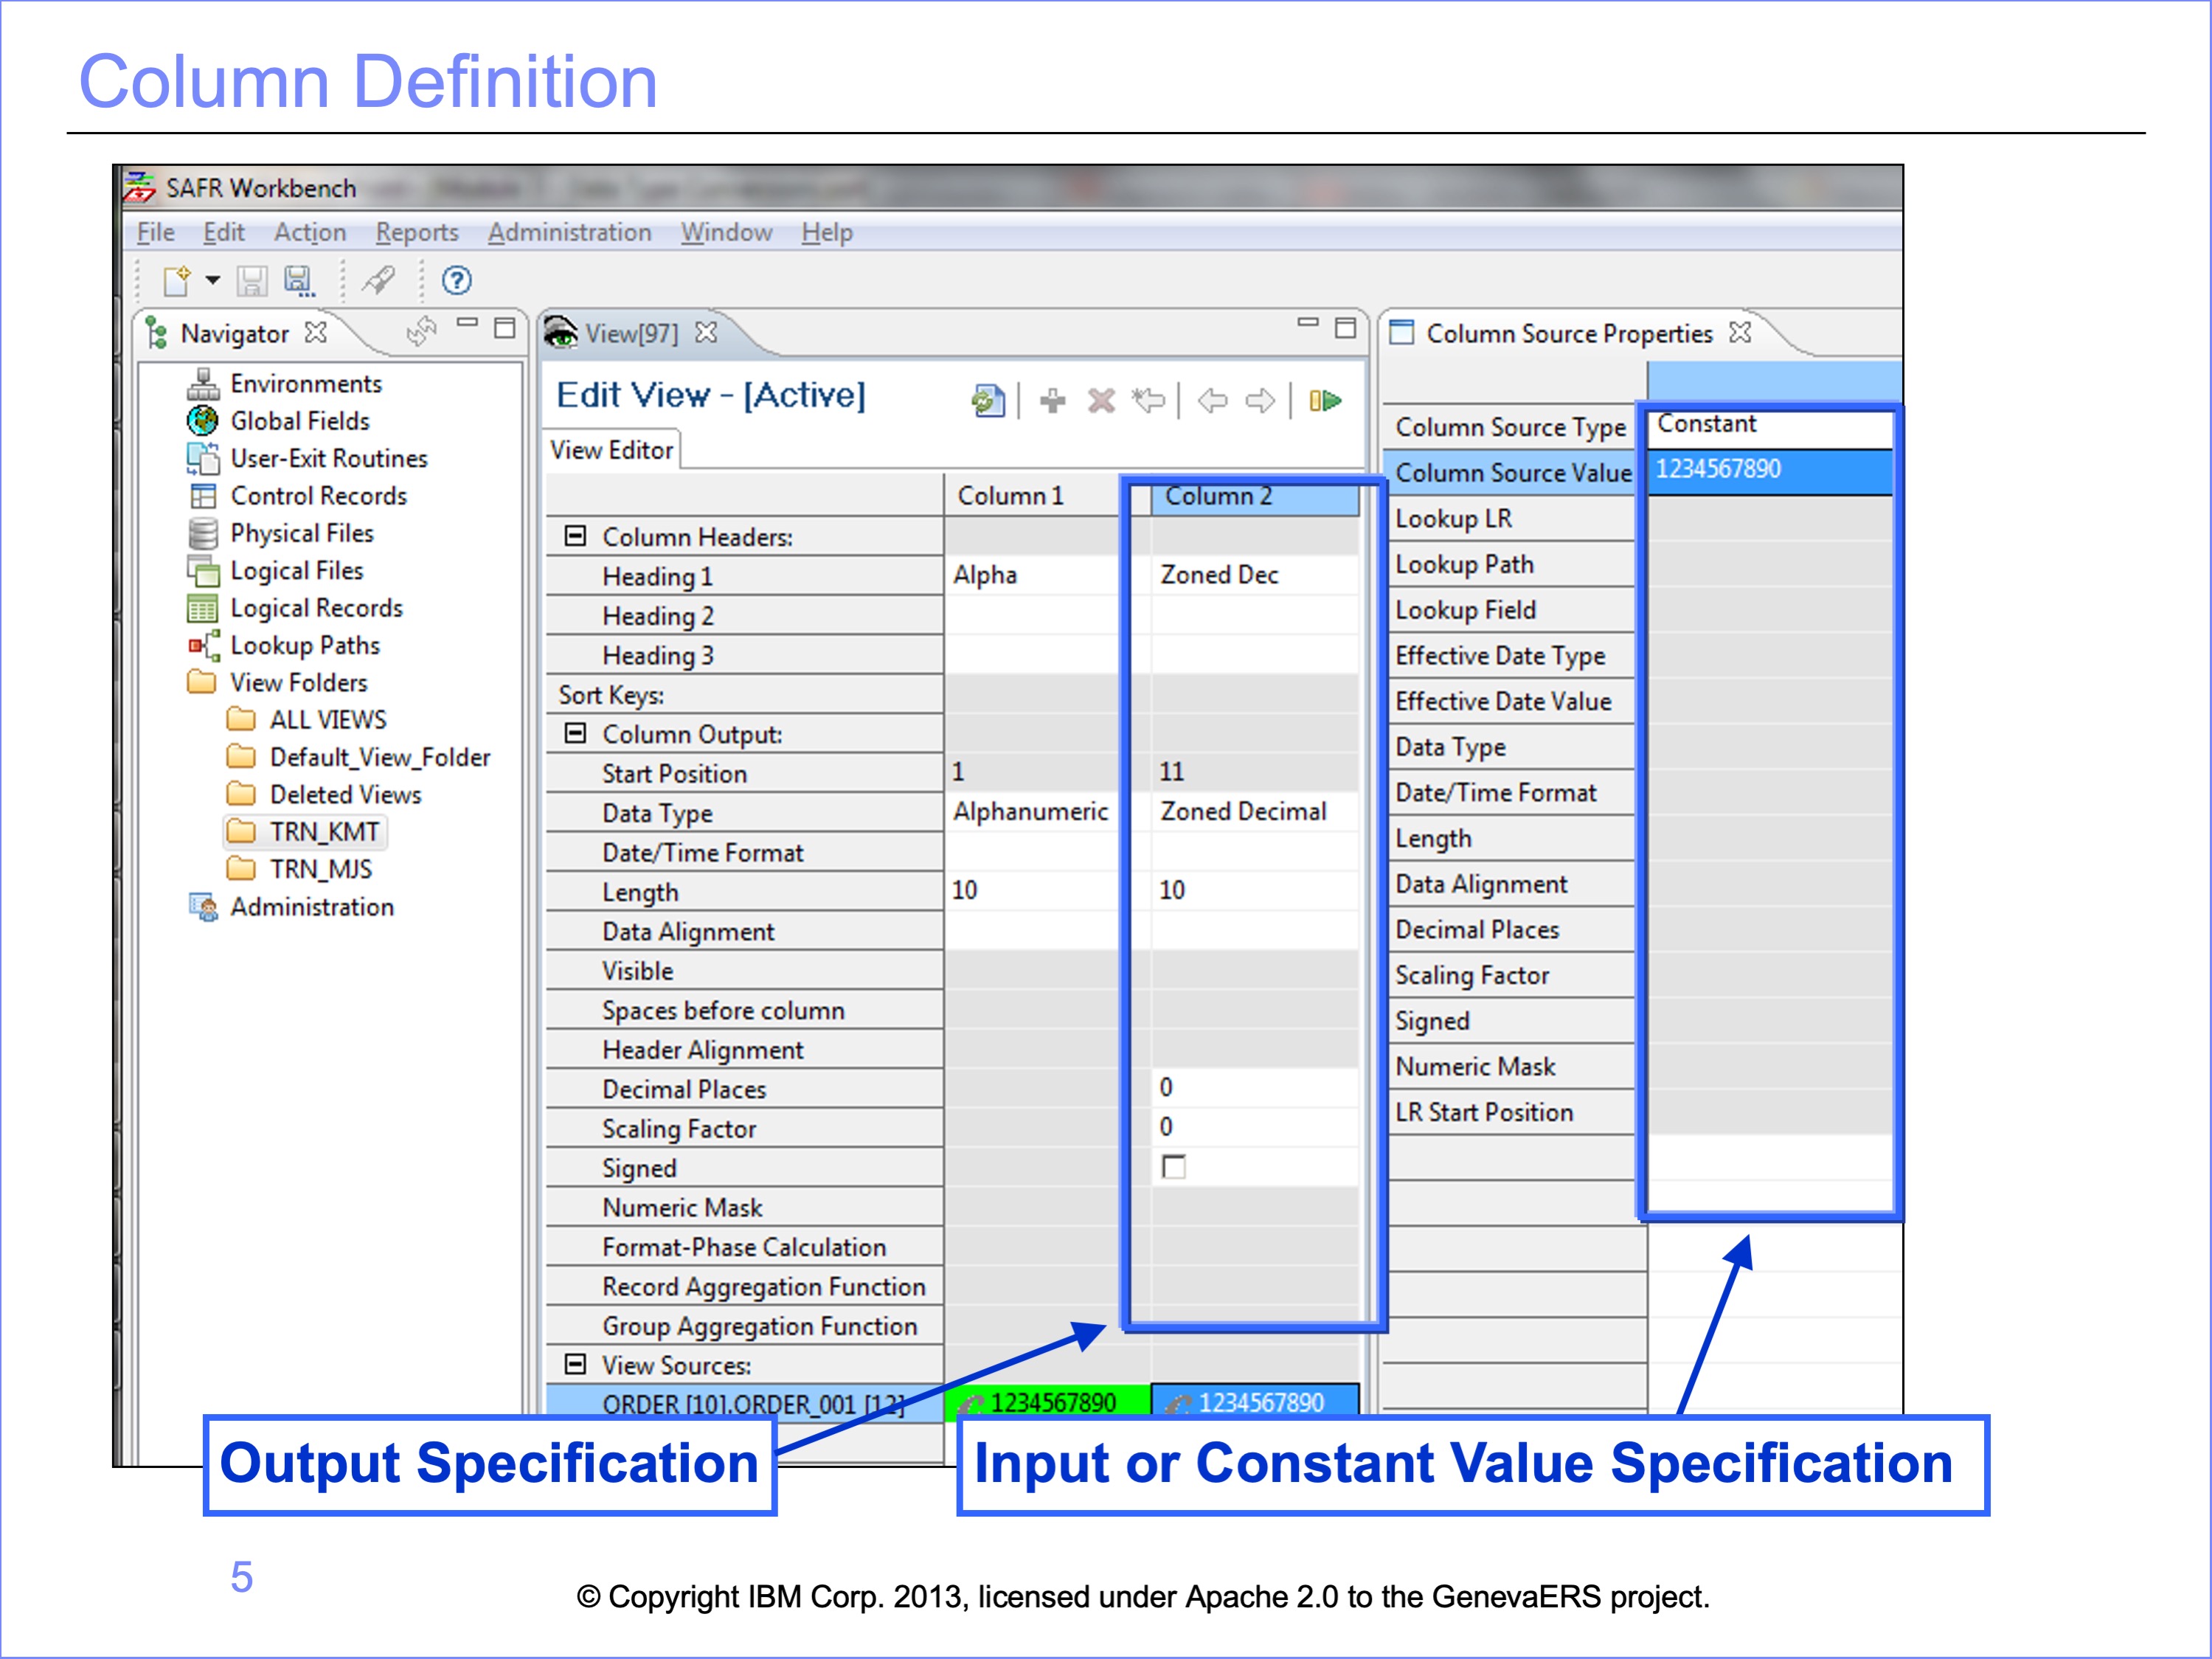 Column Definition
SAFR Workbench
File Edit Action Reports Administration Window Help
Navigator
Environments
Global Fields
User-Exit Routines
Control Records
Physical Files
Logical Files
Logical Records
Lookup Paths
View Folders
ALL VIEWS
Default_View_Folder
Deleted Views
TRN_KMT
TRN_MJS
Administration
View[97]
Edit View - [Active]
View Editor
Column 1 Column 2
Column Headers:
Heading 1 Alpha Zoned Dec
Heading 2
Heading 3
Sort Keys:
Column Output:
Start Position 1 11
Data Type Alphanumeric Zoned Decimal
Date/Time Format
Length 10 10
Data Alignment
Visible
Spaces before column
Header Alignment
Decimal Places 0
Scaling Factor 0
Signed
Numeric Mask
Format-Phase Calculation
Record Aggregation Function
Group Aggregation Function
View Sources:
ORDER [10].ORDER_001 [12] 1234567890 1234567890
Column Source Properties
Column Source Type Constant
Column Source Value 1234567890
Lookup LR
Lookup Path
Lookup Field
Effective Date Type
Effective Date Value
Data Type
Date/Time Format
Length
Data Alignment
Decimal Places
Scaling Factor
Signed
Numeric Mask
LR Start Position
Output Specification
Input or Constant Value Specification
5
© Copyright IBM Corp. 2013, licensed under Apache 2.0 to the GenevaERS project.